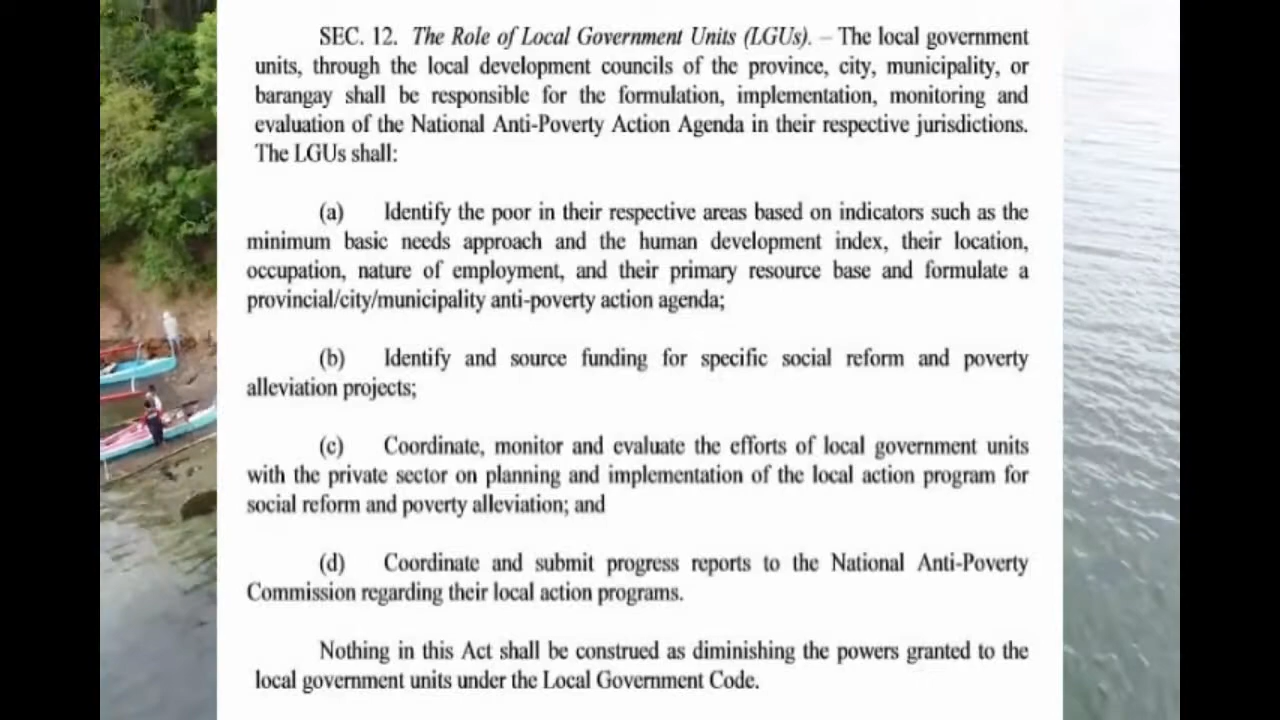 SEC. 12. The Role of Local Government Units (LGUs). – The local government
units, through the local development councils of the province, city, municipality, or
barangay shall be responsible for the formulation, implementation, monitoring and
evaluation of the National Anti-Poverty Action Agenda in their respective jurisdictions.
The LGUs shall:
(a) Identify the poor in their respective areas based on indicators such as the
minimum basic needs approach and the human development index, their location,
occupation, nature of employment, and their primary resource base and formulate a
provincial/city/municipality anti-poverty action agenda;
(b) Identify and source funding for specific social reform and poverty
alleviation projects;
(c) Coordinate, monitor and evaluate the efforts of local government units
with the private sector on planning and implementation of the local action program for
social reform and poverty alleviation; and
(d) Coordinate and submit progress reports to the National Anti-Poverty
Commission regarding their local action programs.
Nothing in this Act shall be construed as diminishing the powers granted to the
local government units under the Local Government Code.